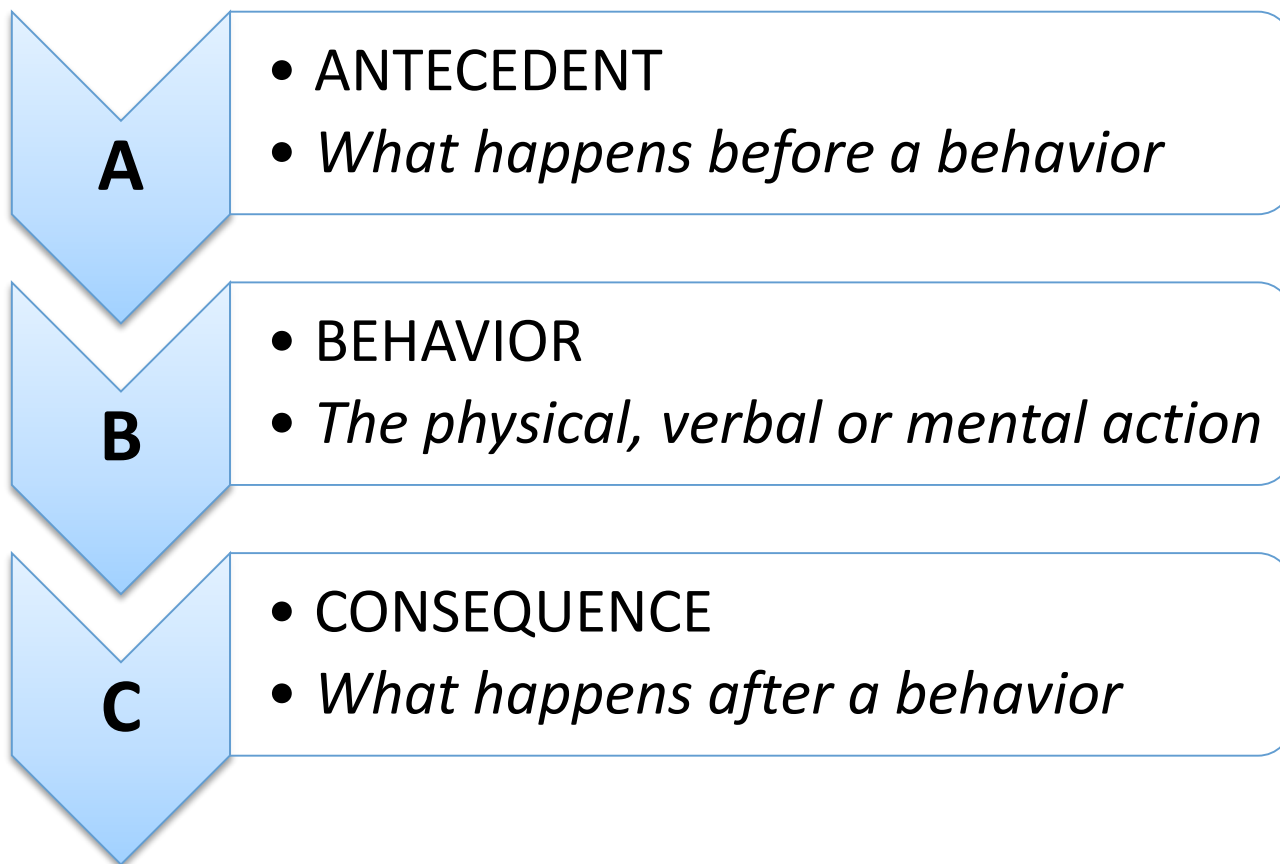 A
• ANTECEDENT
• What happens before a behavior
B
• BEHAVIOR
• The physical, verbal or mental action
C
• CONSEQUENCE
• What happens after a behavior